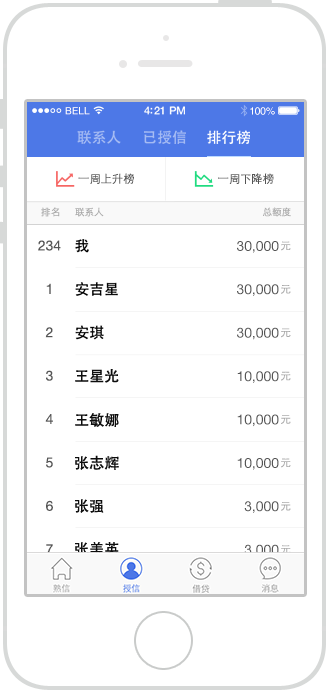 BELL 4:21 PM 100%
联系人 已授信 排行榜
一周上升榜 一周下降榜
排名 联系人 总额度
234 我 30,000元
1 安吉星 30,000元
2 安琪 30,000元
3 王星光 10,000元
4 王敏娜 10,000元
5 张志辉 10,000元
6 张强 3,000元
7 张美英 3,000元
熟信 授信 借贷 消息